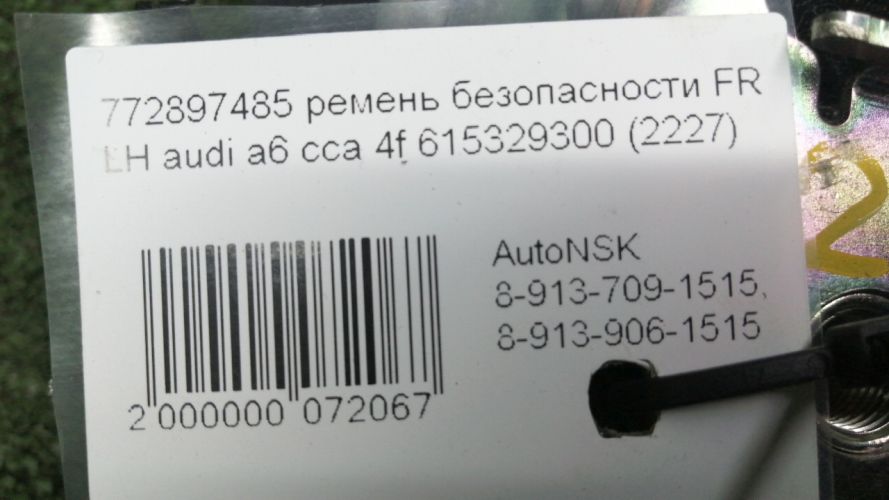 772897485 ремень безопасности FR
LH audi a6 cca 4f 615329300 (2227)
AutoNSK
8-913-709-1515,
8-913-906-1515
2 000000 072067
2